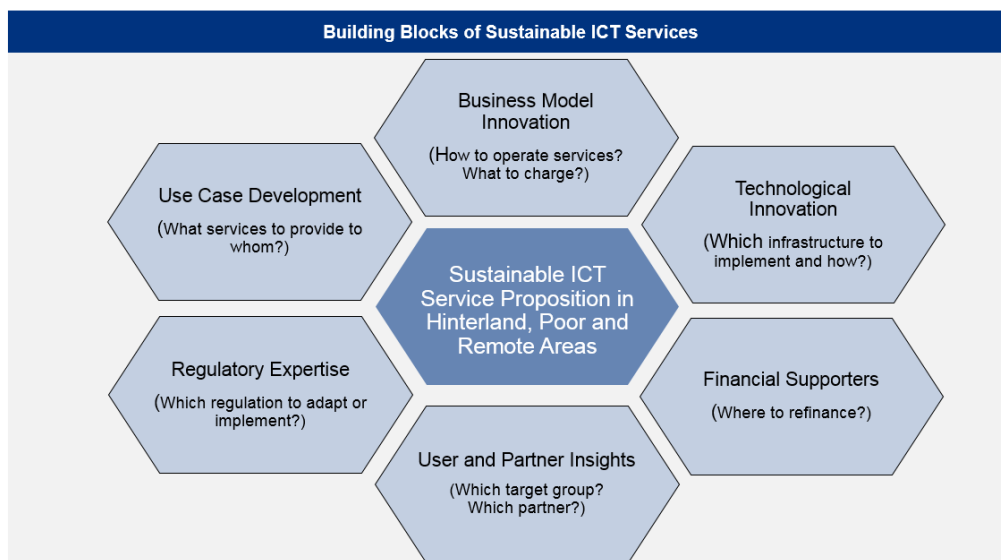 Building Blocks of Sustainable ICT Services
Business Model
Innovation
(How to operate services?
What to charge?)
Use Case Development
(What services to provide to
whom?)
Technological
Innovation
(Which infrastructure to
implement and how?)
Sustainable ICT
Service Proposition in
Hinterland, Poor and
Remote Areas
Regulatory Expertise
(Which regulation to adapt or
implement?)
Financial Supporters
(Where to refinance?)
User and Partner Insights
(Which target group?
Which partner?)